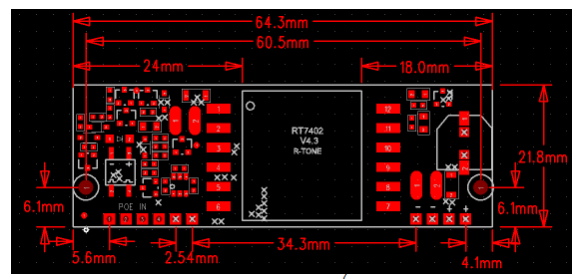 64.3mm
60.5mm
24mm
18.0mm
1
12
2
11
3
10
4
9
5
8
6
7
RT7402
V4.3
R-TONE
21.8mm
6.1mm
6.1mm
POE IN
- - + +
5.6mm
2.54mm
34.3mm
4.1mm